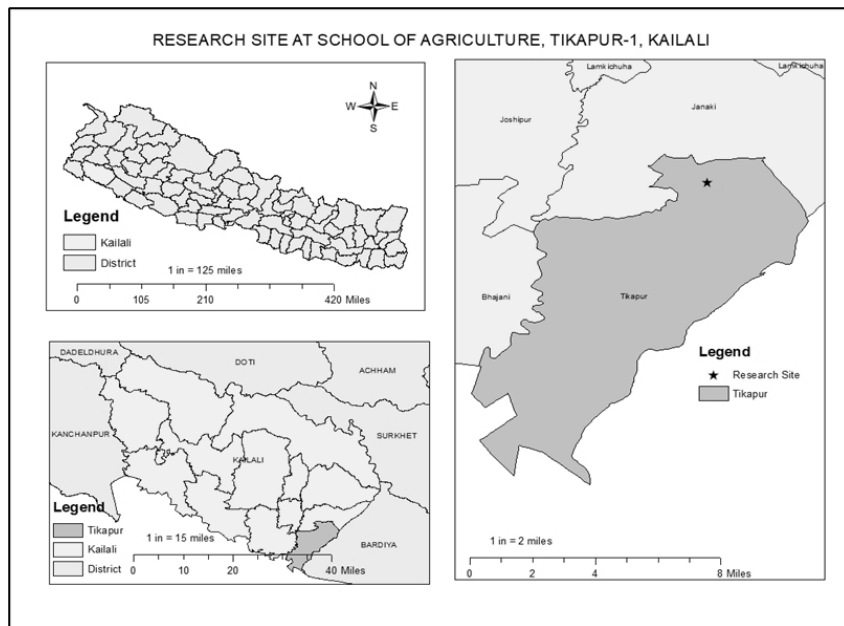 RESEARCH SITE AT SCHOOL OF AGRICULTURE, TIKAPUR-1, KAILALI
N
W E
S
Legend
Kailali
District
1 in = 125 miles
0 105 210 420 Miles
DADELDHURA
DOTI
ACHHAM
KANCHANPUR
SURKHET
KAILALI
BARDIYA
Legend
Tikapur
Kailali
District
1 in = 15 miles
0 10 20 40 Miles
Lamkichuha
Lamkichuha
Joshipur
Janaki
Bhajani
Tikapur
Legend
Research Site
Tikapur
1 in = 2 miles
0 2 4 8 Miles